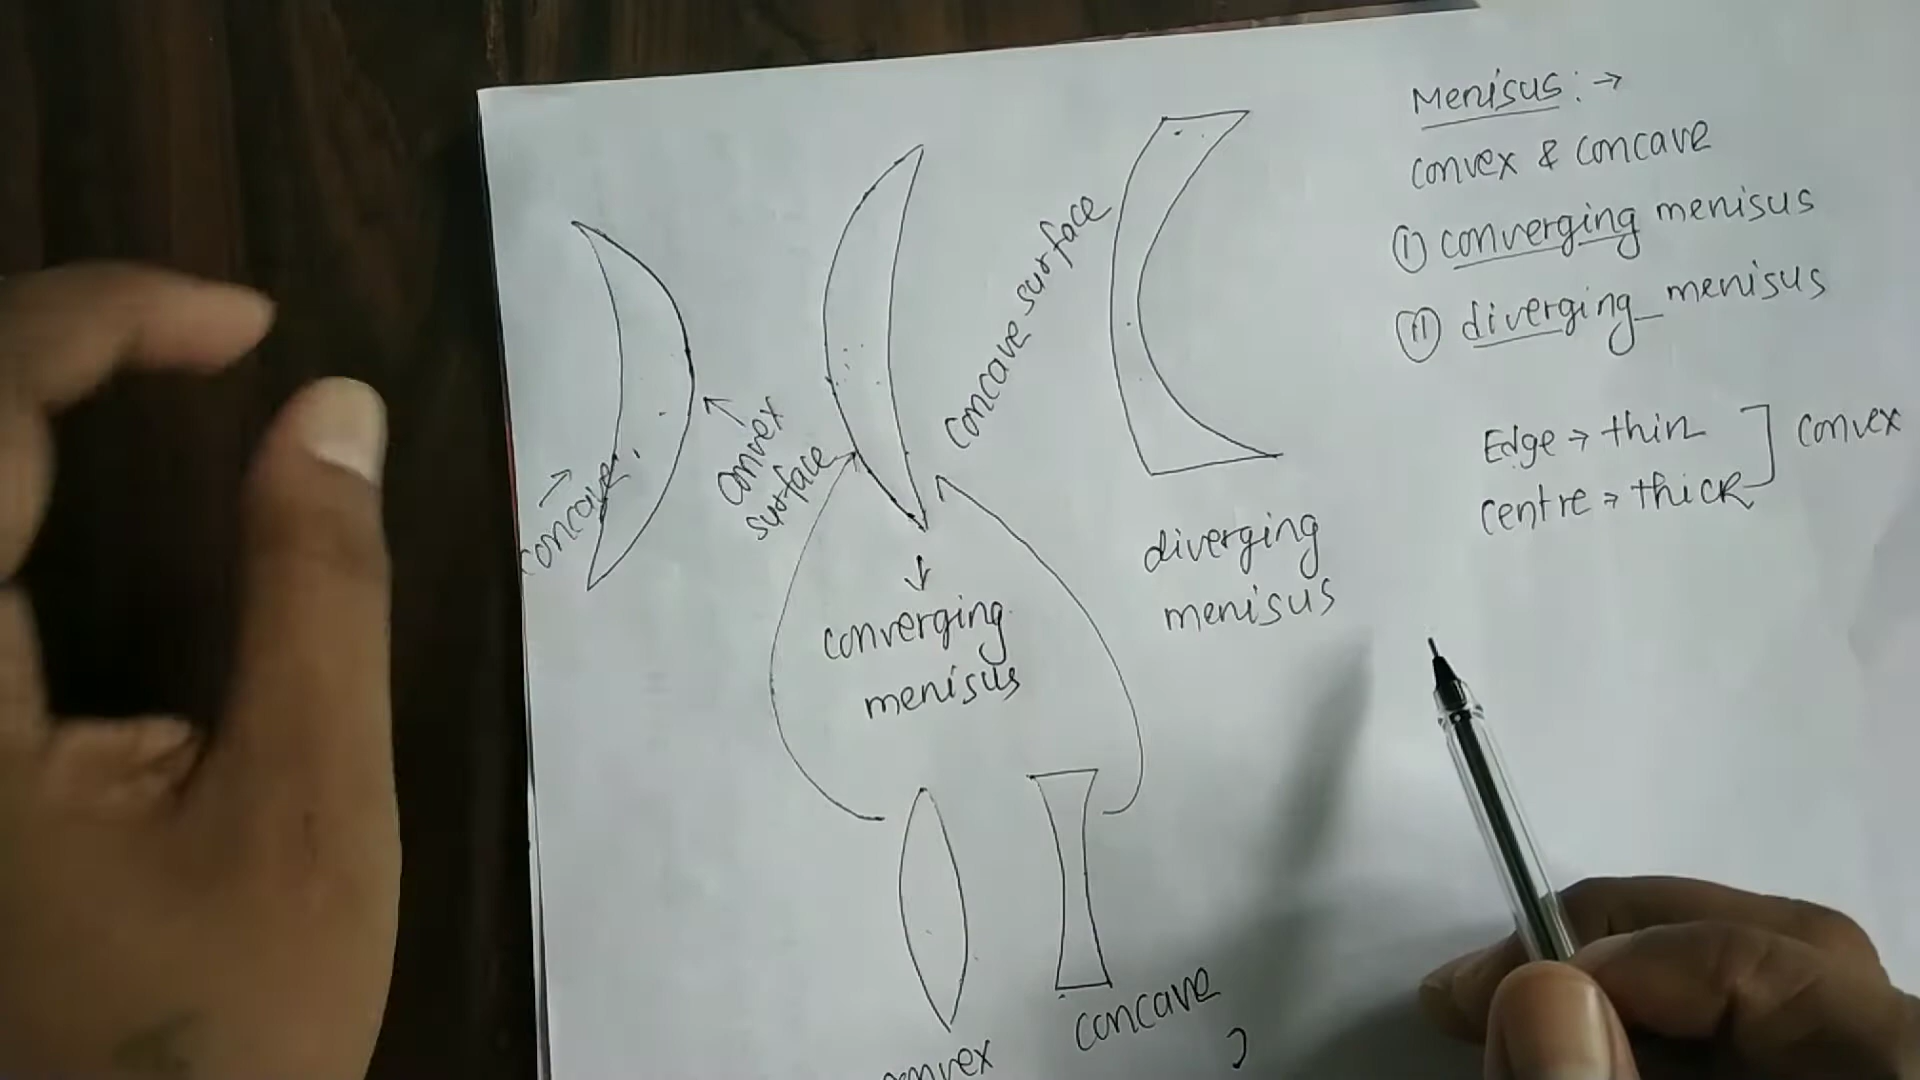 Menisus : →
convex & concave
(I) converging menisus
(II) diverging menisus
Edge → thin
centre → thick
convex
concave
convex
surface
concave surface
converging
menisus
diverging
menisus
convex
concave